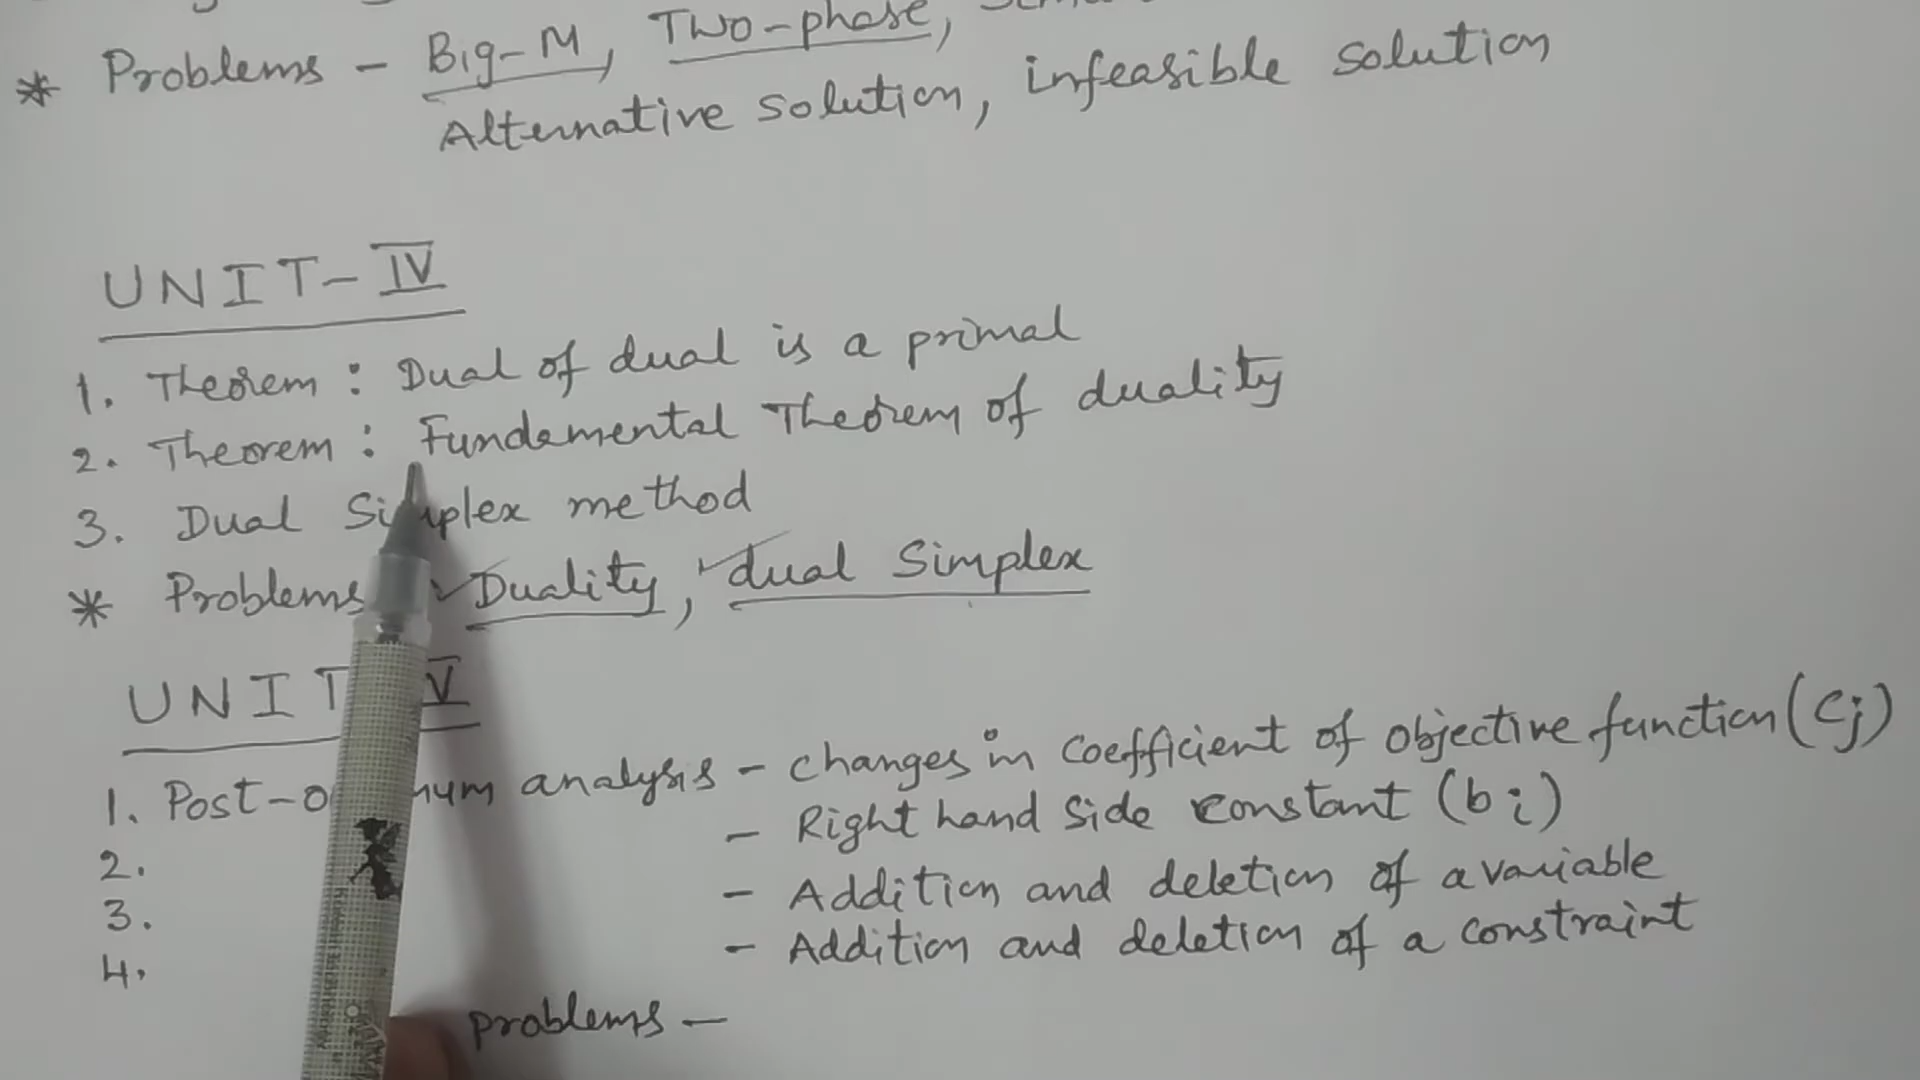 * Problems - Big-M, Two-phase,
Alternative solution, infeasible solution
UNIT-IV
1. Theorem : Dual of dual is a primal
2. Theorem : Fundamental Theorem of duality
3. Dual Simplex method
* Problems Duality, dual Simplex
UNIT V
1. analysis - changes in coefficient of objective function (Cj)
2. - Right hand side constant (bi)
3. - Addition and deletion of a variable
4. - Addition and deletion of a constraint
problems -